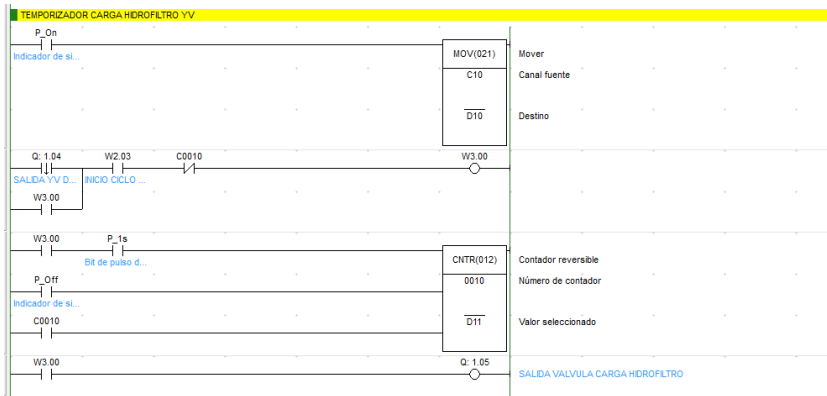 TEMPORIZADOR CARGA HIDROFILTRO YV
P_On
Indicador de si...
MOV(021) Mover
C10 Canal fuente
D10 Destino
Q: 1.04 W2.03 C0010 W3.00
SALIDA YV D... INICIO CICLO ...
W3.00
W3.00 P_1s
Bit de pulso d...
CNTR(012) Contador reversible
P_Off 0010 Número de contador
Indicador de si...
C0010 D11 Valor seleccionado
W3.00 Q: 1.05
SALIDA VALVULA CARGA HIDROFILTRO